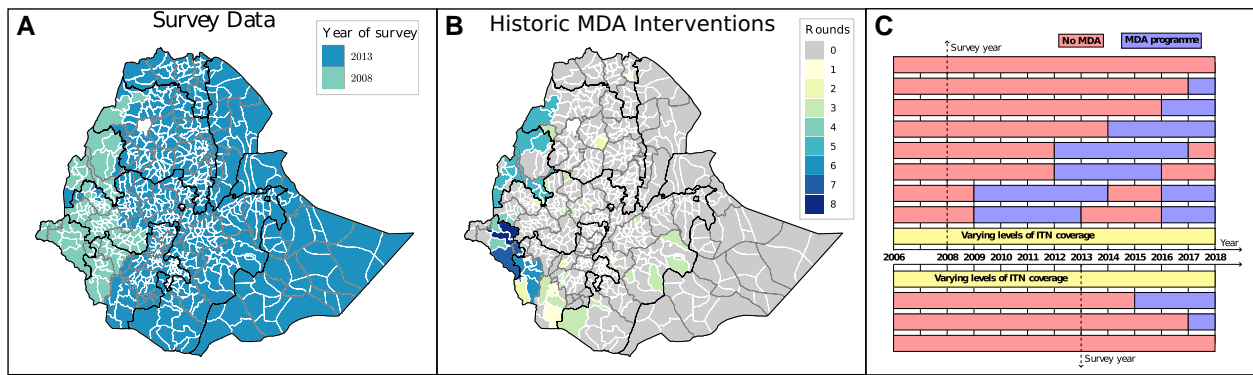 A
Survey Data
Year of survey
2013
2008
B
Historic MDA Interventions
Rounds
0
1
2
3
4
5
6
7
8
C
No MDA
MDA programme
Survey year
Varying levels of ITN coverage
Year
2006 2008 2009 2010 2012 2013 2014 2015 2016 2017 2018
Varying levels of ITN coverage
Survey year